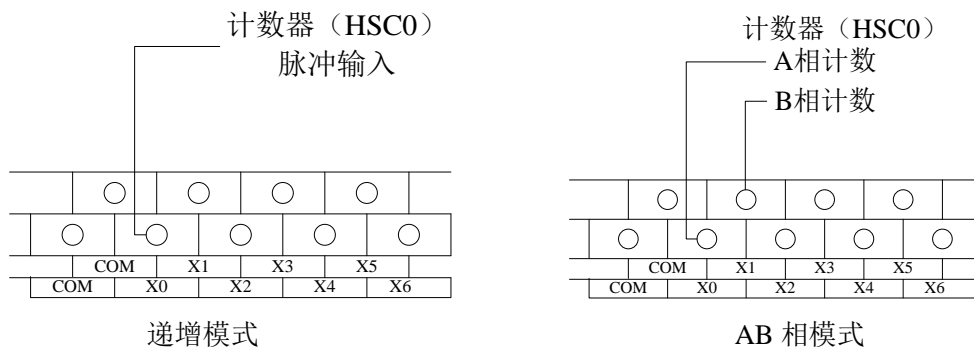 计数器（HSC0）
脉冲输入
COM X1 X3 X5
COM X0 X2 X4 X6
递增模式
计数器（HSC0）
A相计数
B相计数
COM X1 X3 X5
COM X0 X2 X4 X6
AB 相模式